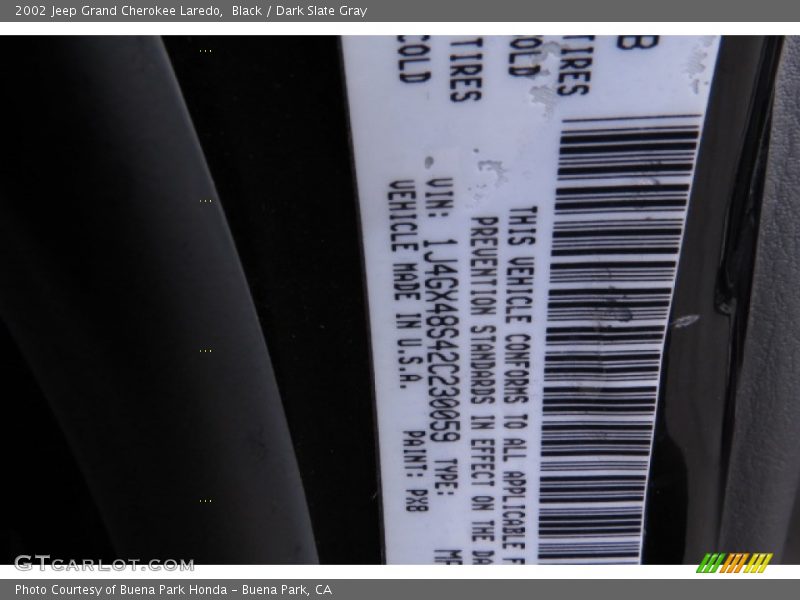 2002 Jeep Grand Cherokee Laredo,  Black / Dark Slate Gray
B
TIRES
COLD
TIRES
COLD
THIS VEHICLE CONFORMS TO ALL APPLICABLE F
PREVENTION STANDARDS IN EFFECT ON THE DA
VIN: 1J4GX48S42C230059 TYPE: MP
VEHICLE MADE IN U.S.A. PAINT: PX8
GTCARLOT.COM
Photo Courtesy of Buena Park Honda - Buena Park, CA